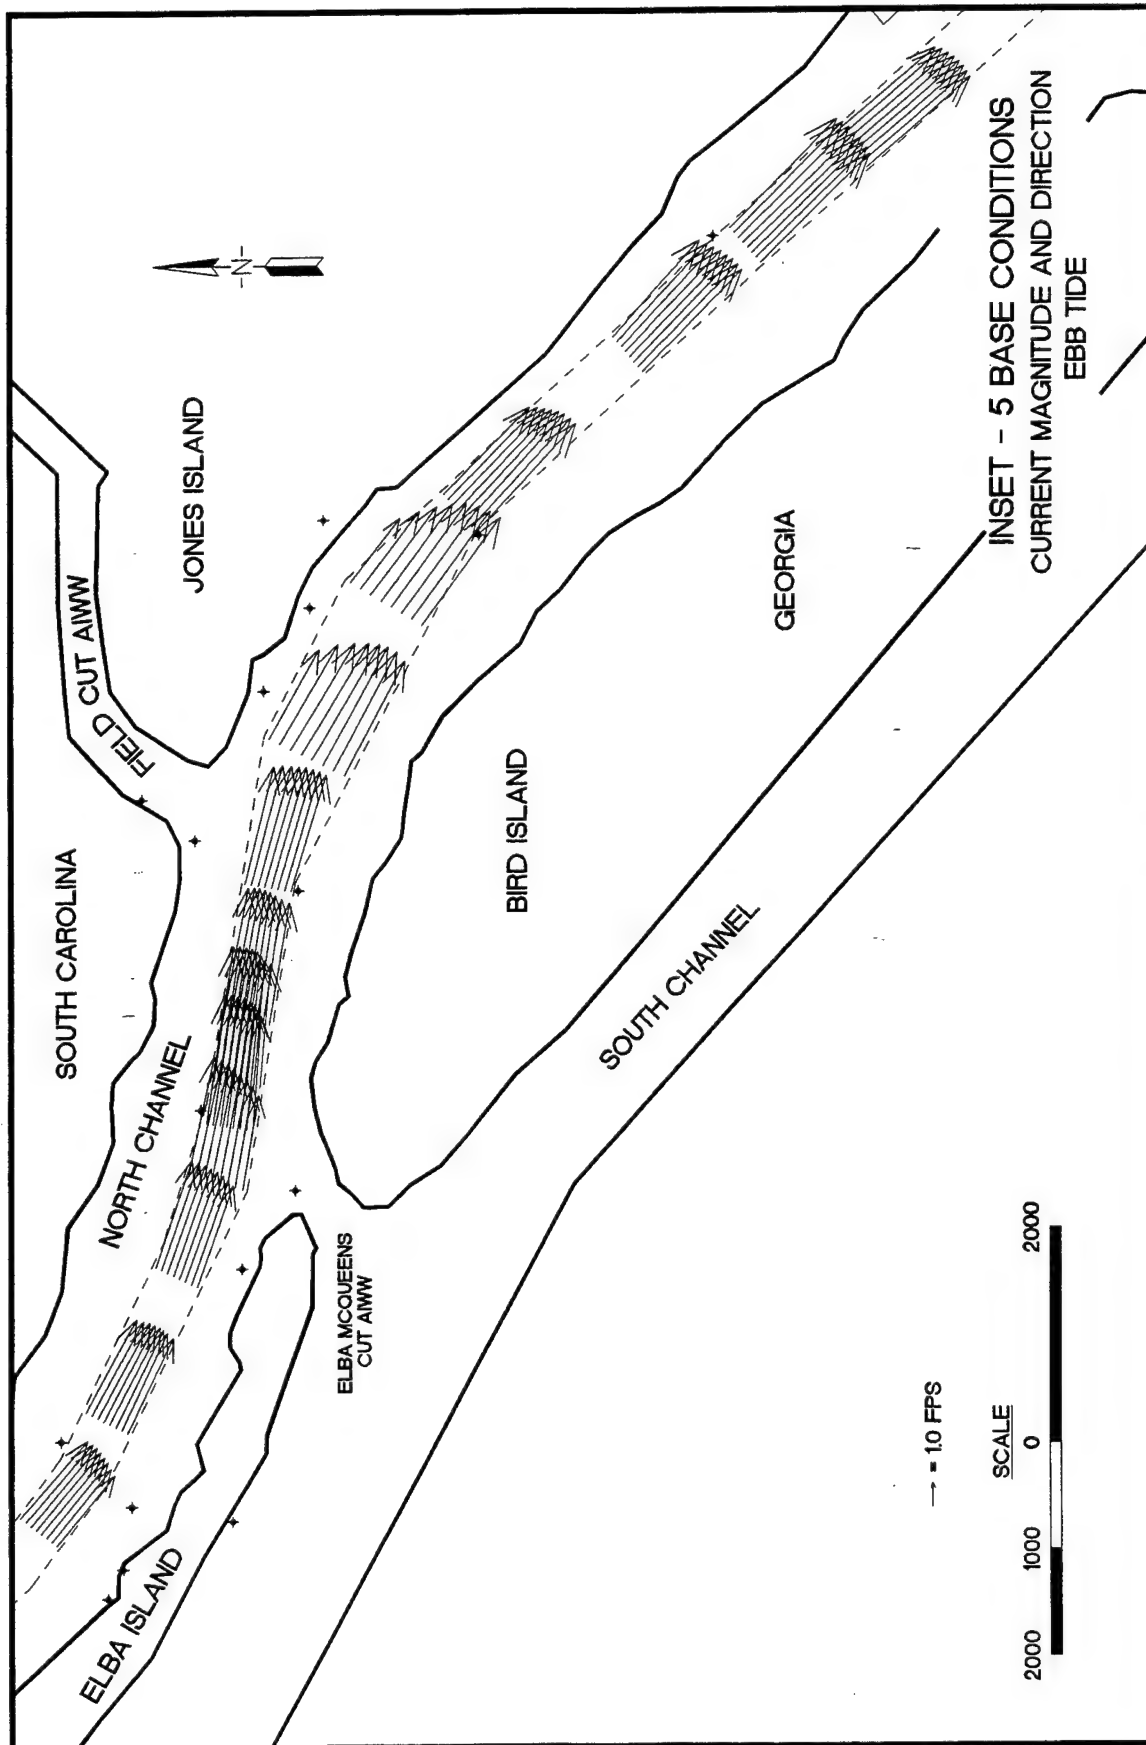 SOUTH CAROLINA
FIELD CUT AIWW
JONES ISLAND
N
NORTH CHANNEL
ELBA ISLAND
ELBA MCQUEENS
CUT AIWW
BIRD ISLAND
SOUTH CHANNEL
GEORGIA
→ = 1.0 FPS
SCALE
2000 1000 0 2000
INSET - 5 BASE CONDITIONS
CURRENT MAGNITUDE AND DIRECTION
EBB TIDE